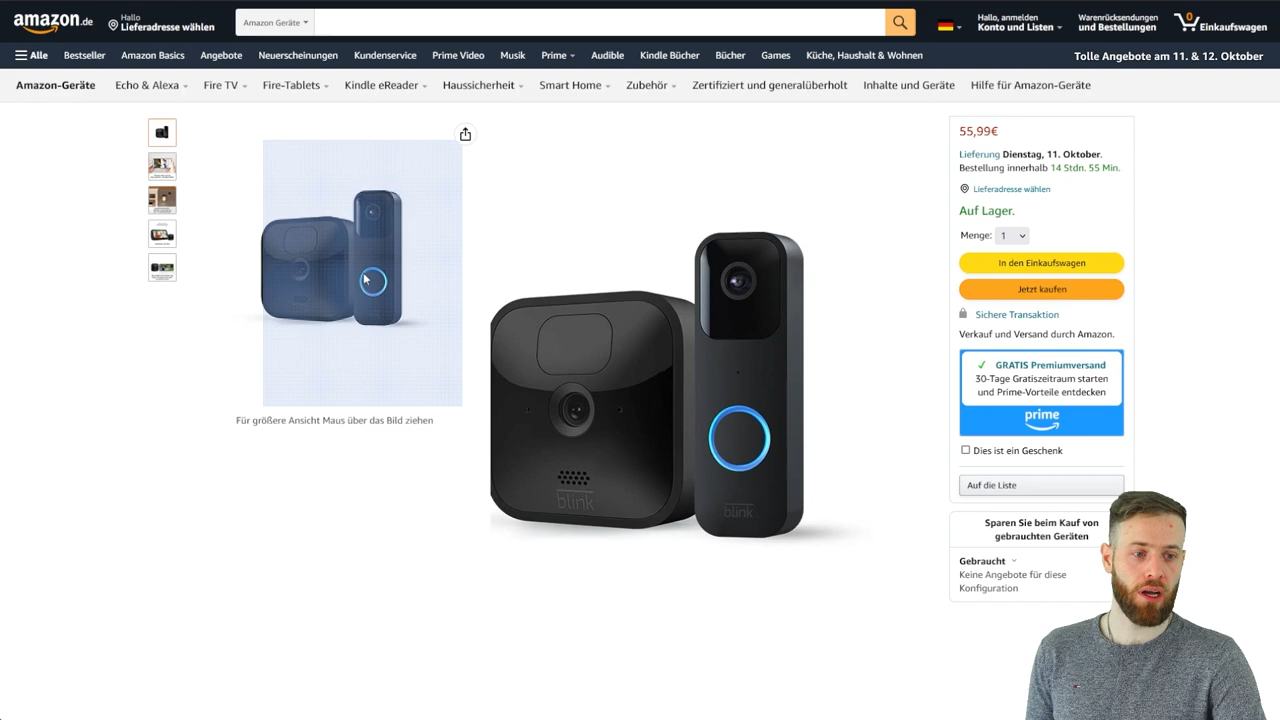 amazon.de
Hallo
Lieferadresse wählen
Amazon Geräte
Hallo, anmelden
Konto und Listen
Warenrücksendungen
und Bestellungen
0
Einkaufswagen
Alle
Bestseller
Amazon Basics
Angebote
Neuerscheinungen
Kundenservice
Prime Video
Musik
Prime
Audible
Kindle Bücher
Bücher
Games
Küche, Haushalt & Wohnen
Tolle Angebote am 11. & 12. Oktober
Amazon-Geräte
Echo & Alexa
Fire TV
Fire-Tablets
Kindle eReader
Haussicherheit
Smart Home
Zubehör
Zertifiziert und generalüberholt
Inhalte und Geräte
Hilfe für Amazon-Geräte
Für größere Ansicht Maus über das Bild ziehen
blink
blink
55,99€
Lieferung Dienstag, 11. Oktober.
Bestellung innerhalb 14 Stdn. 55 Min.
Lieferadresse wählen
Auf Lager.
Menge: 1
In den Einkaufswagen
Jetzt kaufen
Sichere Transaktion
Verkauf und Versand durch Amazon.
GRATIS Premiumversand
30-Tage Gratiszeitraum starten
und Prime-Vorteile entdecken
prime
Dies ist ein Geschenk
Auf die Liste
Sparen Sie beim Kauf von
gebrauchten Geräten
Gebraucht
Keine Angebote für diese
Konfiguration